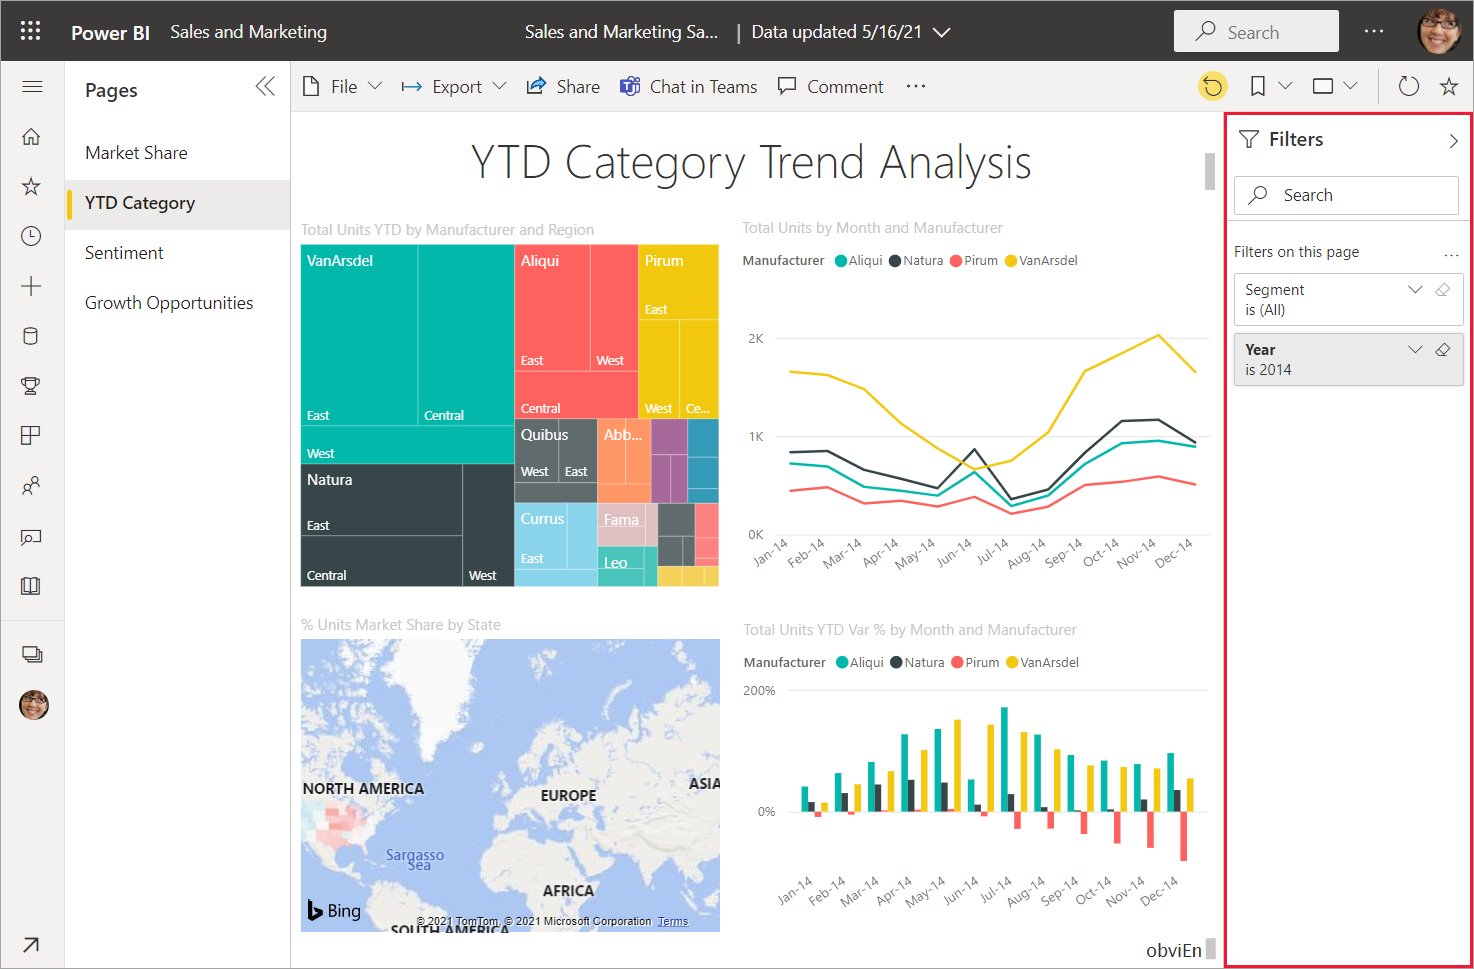 Power BI Sales and Marketing Sales and Marketing Sa... | Data updated 5/16/21 Search ...
Pages
Market Share
YTD Category
Sentiment
Growth Opportunities
File Export Share Chat in Teams Comment ...
YTD Category Trend Analysis
Total Units YTD by Manufacturer and Region
VanArsdel
East
Central
West
Aliqui
East
West
Central
Pirum
East
West
Ce...
Natura
East
Central
West
Quibus
West
East
Abb...
Currus
East
Fama
Leo
Total Units by Month and Manufacturer
Manufacturer Aliqui Natura Pirum VanArsdel
2K
1K
0K
Jan-14 Feb-14 Mar-14 Apr-14 May-14 Jun-14 Jul-14 Aug-14 Sep-14 Oct-14 Nov-14 Dec-14
% Units Market Share by State
NORTH AMERICA
EUROPE
ASIA
Sargasso
Sea
AFRICA
Bing
© 2021 TomTom, © 2021 Microsoft Corporation Terms
SOUTH AMERICA
Total Units YTD Var % by Month and Manufacturer
Manufacturer Aliqui Natura Pirum VanArsdel
200%
0%
Jan-14 Feb-14 Mar-14 Apr-14 May-14 Jun-14 Jul-14 Aug-14 Sep-14 Oct-14 Nov-14 Dec-14
obviEn
Filters
Search
Filters on this page ...
Segment
is (All)
Year
is 2014